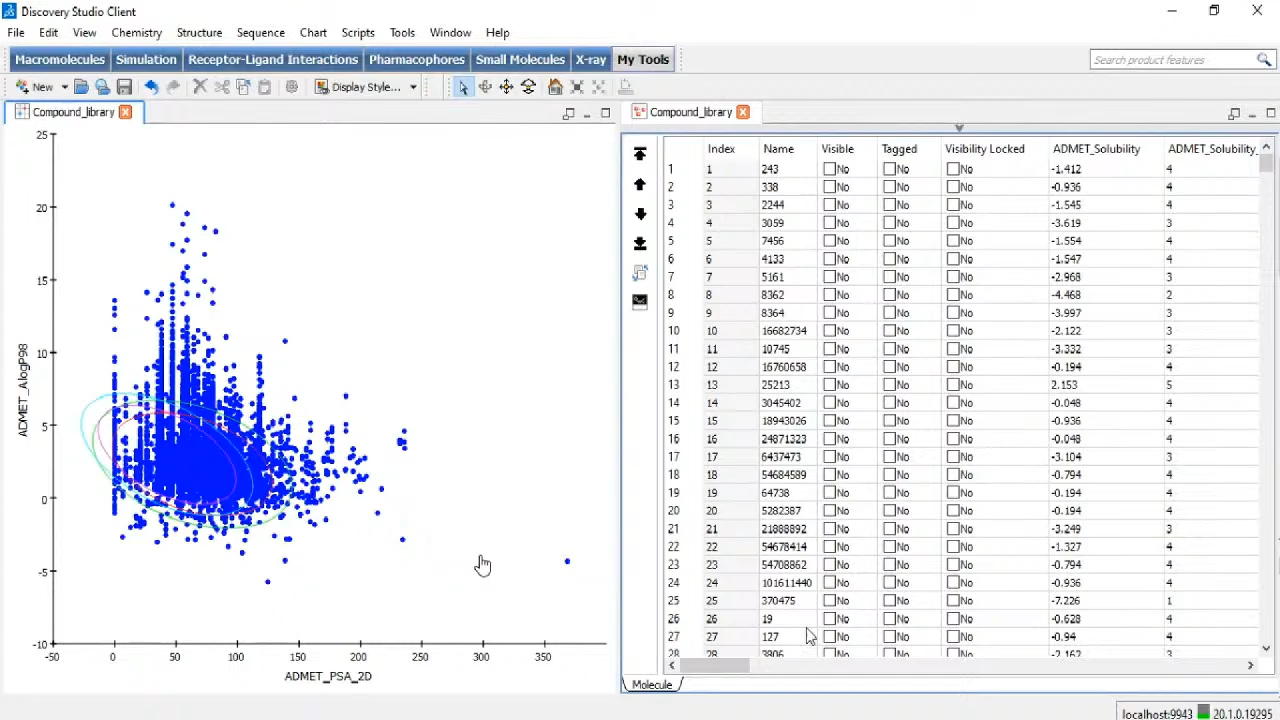 Discovery Studio Client
File Edit View Chemistry Structure Sequence Chart Scripts Tools Window Help
Macromolecules Simulation Receptor-Ligand Interactions Pharmacophores Small Molecules X-ray My Tools
Search product features
New Display Style...
Compound_library
25
20
15
10
5
0
-5
-10
ADMET_AlogP98
-50 0 50 100 150 200 250 300 350
ADMET_PSA_2D
Compound_library
Index Name Visible Tagged Visibility Locked ADMET_Solubility ADMET_Solubility_
1 1 243 No No No -1.412 4
2 2 338 No No No -0.936 4
3 3 2244 No No No -1.545 4
4 4 3059 No No No -3.619 3
5 5 7456 No No No -1.554 4
6 6 4133 No No No -1.547 4
7 7 5161 No No No -2.968 3
8 8 8362 No No No -4.468 2
9 9 8364 No No No -3.997 3
10 10 16682734 No No No -2.122 3
11 11 10745 No No No -3.332 3
12 12 16760658 No No No -0.194 4
13 13 25213 No No No 2.153 5
14 14 3045402 No No No -0.048 4
15 15 18943026 No No No -0.936 4
16 16 24871323 No No No -0.048 4
17 17 6437473 No No No -3.104 3
18 18 54684589 No No No -0.794 4
19 19 64738 No No No -0.194 4
20 20 5282387 No No No -0.194 4
21 21 21888892 No No No -3.249 3
22 22 54678414 No No No -1.327 4
23 23 54708862 No No No -0.794 4
24 24 101611440 No No No -0.936 4
25 25 370475 No No No -7.226 1
26 26 19 No No No -0.628 4
27 27 127 No No No -0.94 4
28 28 3806 No No No -2.162 3
Molecule
localhost:9943 20.1.0.19295